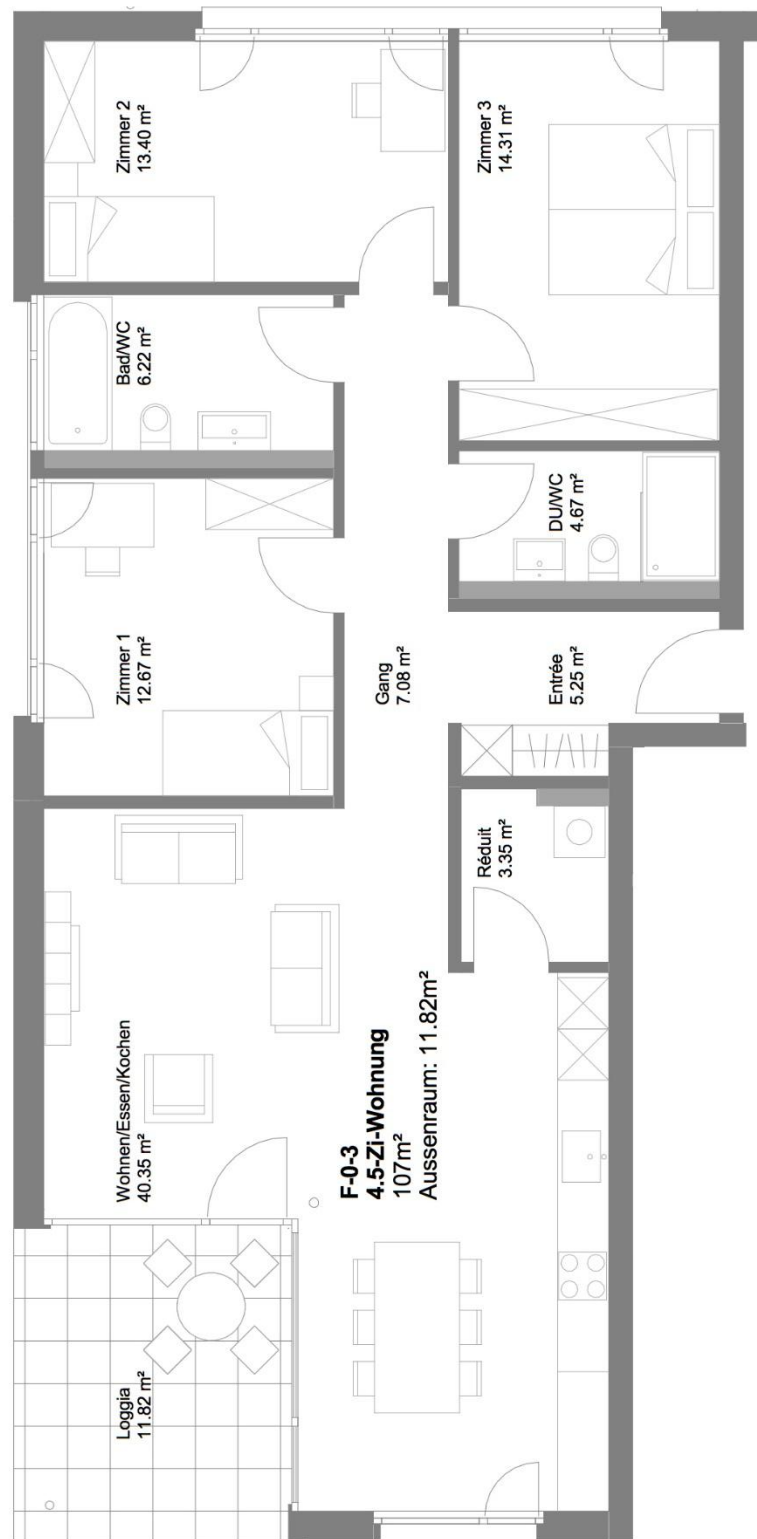 Zimmer 2
13.40 m²
Zimmer 3
14.31 m²
Bad/WC
6.22 m²
DU/WC
4.67 m²
Zimmer 1
12.67 m²
Gang
7.08 m²
Entrée
5.25 m²
Réduit
3.35 m²
Wohnen/Essen/Kochen
40.35 m²
F-0-3
4.5-Zi-Wohnung
107m²
Aussenraum: 11.82m²
Loggia
11.82 m²